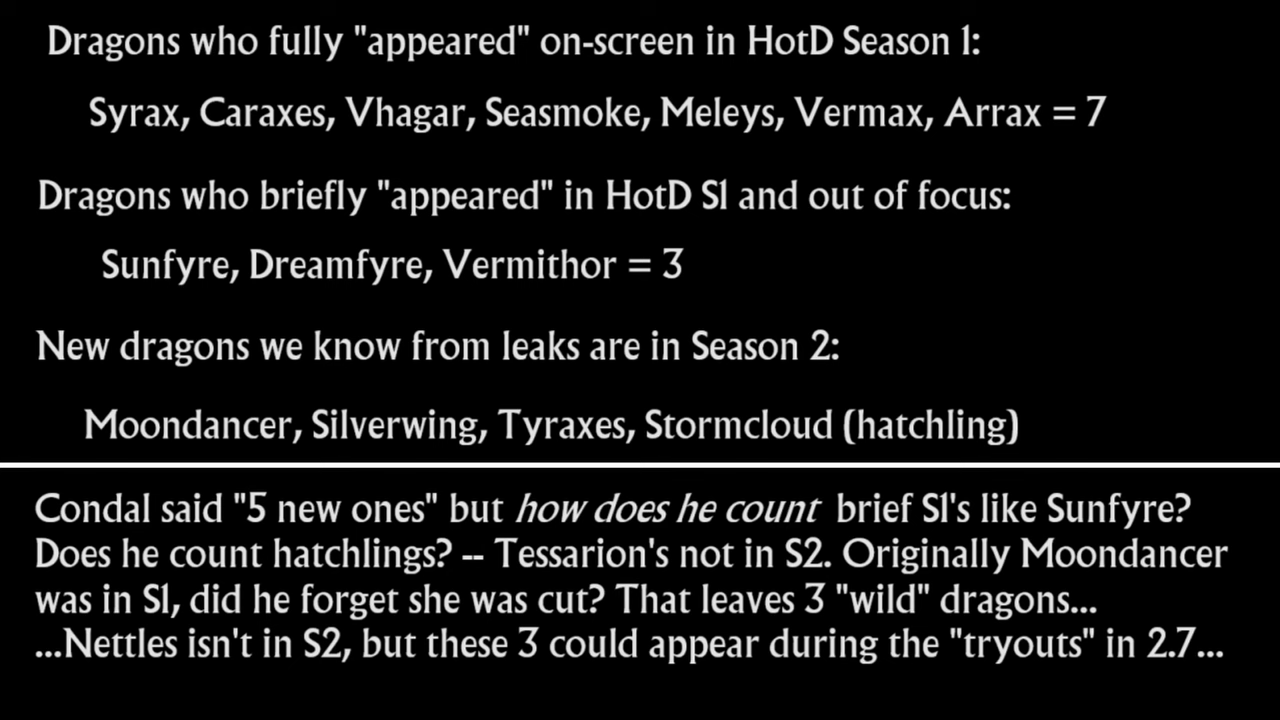 Dragons who fully "appeared" on-screen in HotD Season 1:
Syrax, Caraxes, Vhagar, Seasmoke, Meleys, Vermax, Arrax = 7
Dragons who briefly "appeared" in HotD S1 and out of focus:
Sunfyre, Dreamfyre, Vermithor = 3
New dragons we know from leaks are in Season 2:
Moondancer, Silverwing, Tyraxes, Stormcloud (hatchling)
Condal said "5 new ones" but how does he count brief S1's like Sunfyre?
Does he count hatchlings? -- Tessarion's not in S2. Originally Moondancer
was in S1, did he forget she was cut? That leaves 3 "wild" dragons...
...Nettles isn't in S2, but these 3 could appear during the "tryouts" in 2.7...